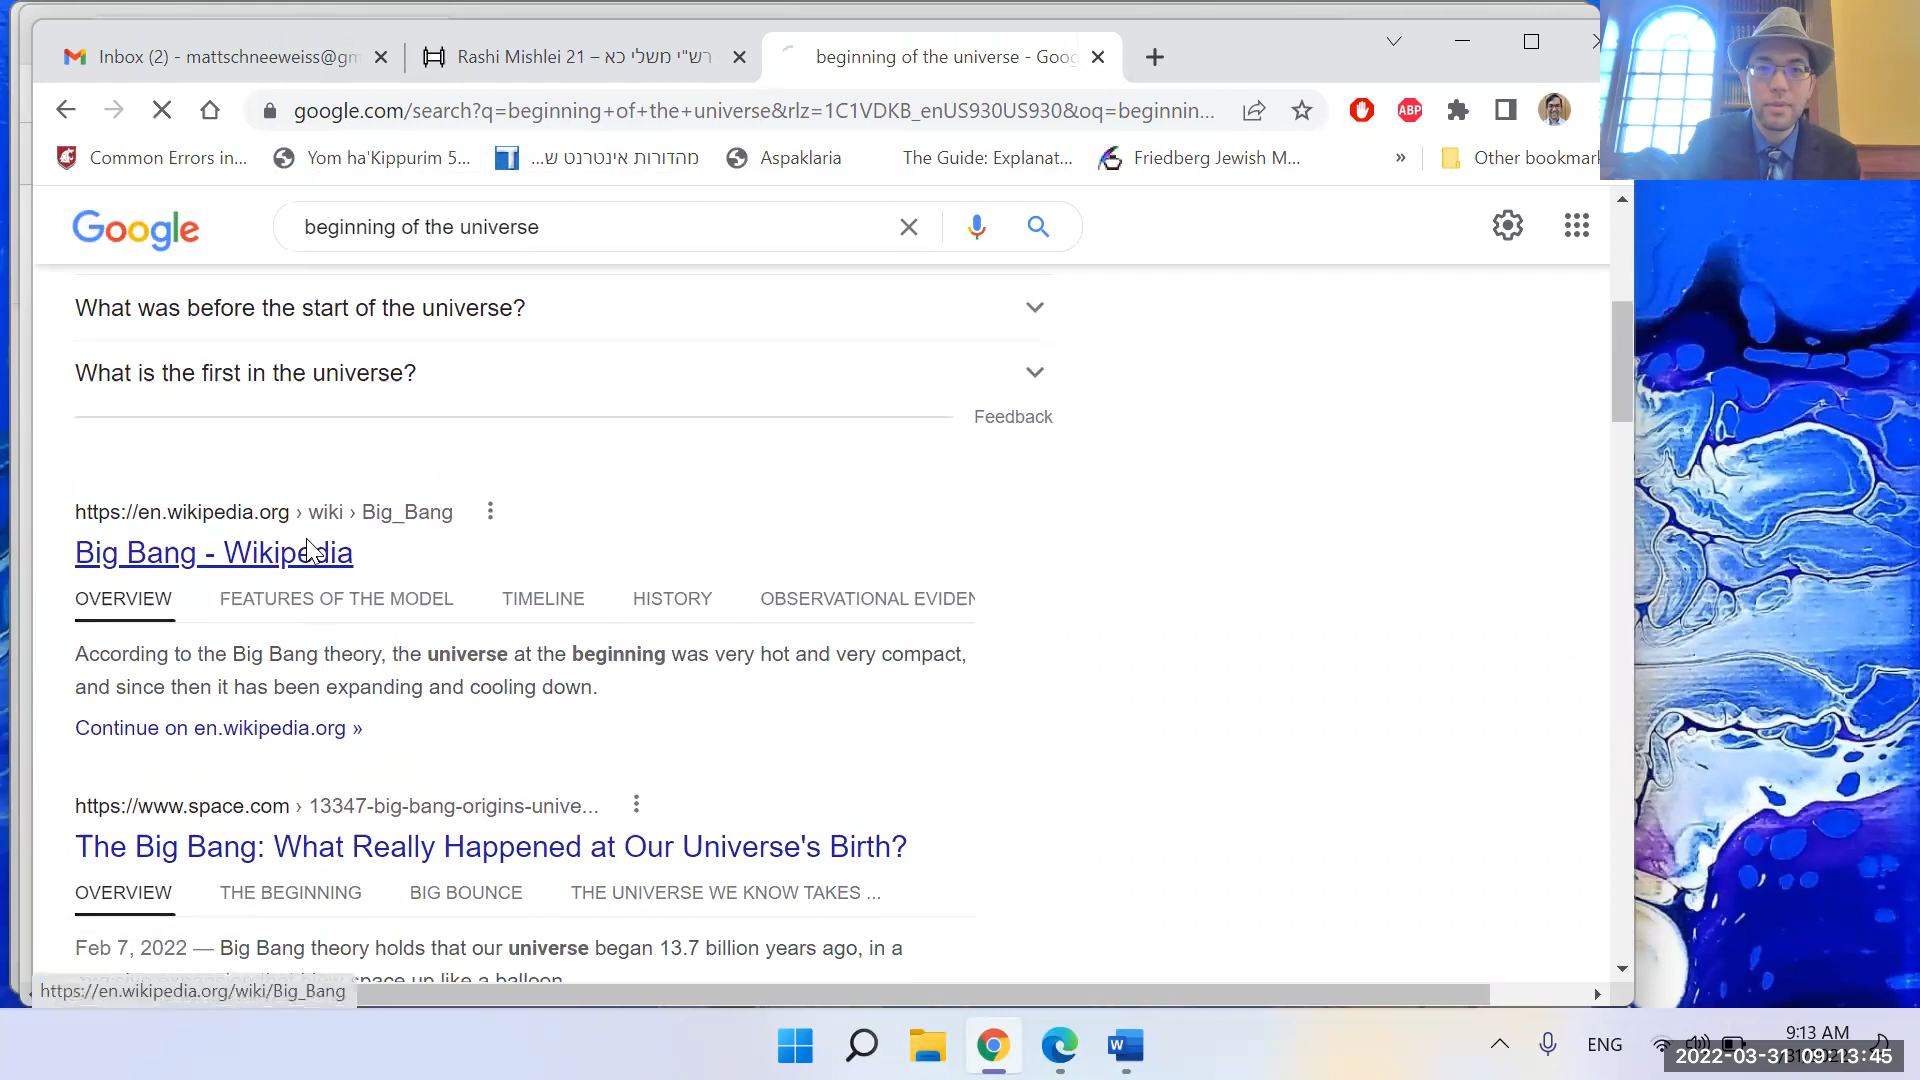 Inbox (2) - mattschneeweiss@gm
Rashi Mishlei 21 – רש"י משלי כא
beginning of the universe - Goog
google.com/search?q=beginning+of+the+universe&rlz=1C1VDKB_enUS930US930&oq=beginnin...
ABP
Common Errors in...
Yom ha'Kippurim 5...
מהדורות אינטרנט ש...
Aspaklaria
The Guide: Explanat...
Friedberg Jewish M...
»
Other bookmark
Google
beginning of the universe
What was before the start of the universe?
What is the first in the universe?
Feedback
https://en.wikipedia.org › wiki › Big_Bang
Big Bang - Wikipedia
OVERVIEW FEATURES OF THE MODEL TIMELINE HISTORY OBSERVATIONAL EVIDEN
According to the Big Bang theory, the universe at the beginning was very hot and very compact,
and since then it has been expanding and cooling down.
Continue on en.wikipedia.org »
https://www.space.com › 13347-big-bang-origins-unive...
The Big Bang: What Really Happened at Our Universe's Birth?
OVERVIEW THE BEGINNING BIG BOUNCE THE UNIVERSE WE KNOW TAKES ...
Feb 7, 2022 — Big Bang theory holds that our universe began 13.7 billion years ago, in a
space up like a balloon.
https://en.wikipedia.org/wiki/Big_Bang
W
ENG
9:13 AM
2022-03-31 09:13:45